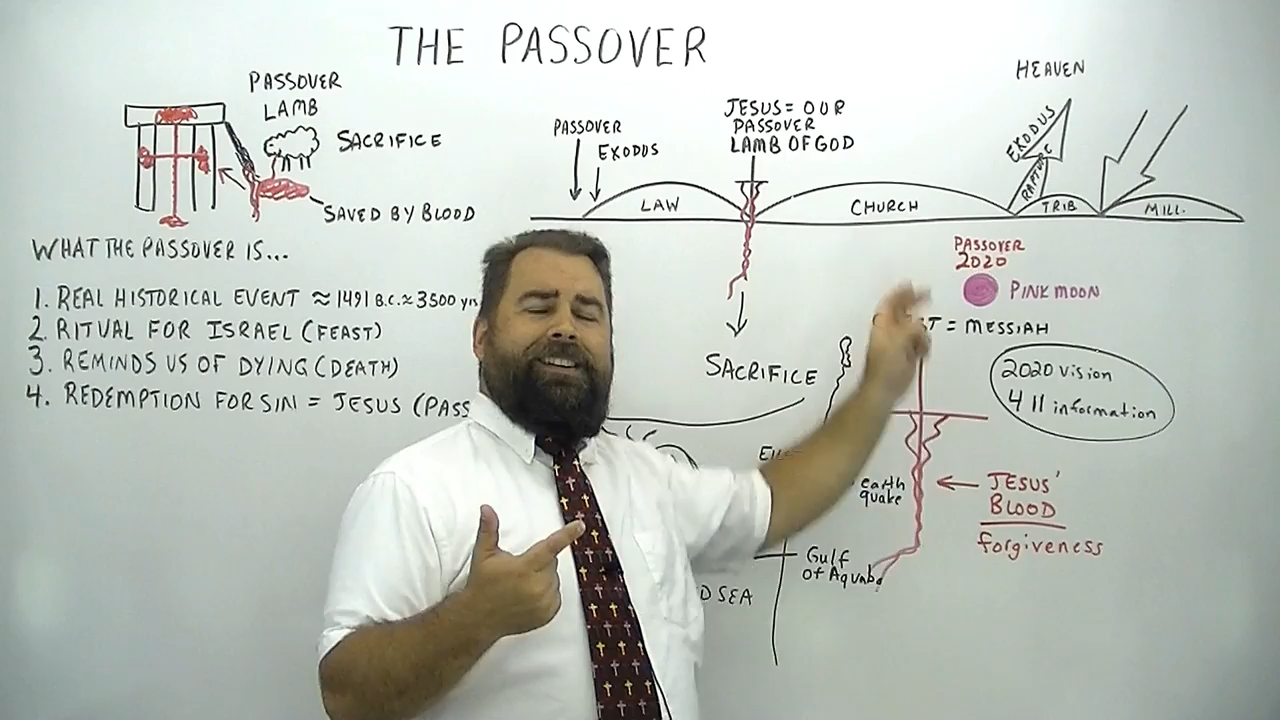 THE PASSOVER
PASSOVER
LAMB
SACRIFICE
SAVED BY BLOOD
WHAT THE PASSOVER IS...
1. REAL HISTORICAL EVENT ≈ 1491 B.C. ≈ 3500 yrs
2. RITUAL FOR ISRAEL (FEAST)
3. REMINDS US OF DYING (DEATH)
4. REDEMPTION FOR SIN = JESUS (PASS
PASSOVER
EXODUS
LAW
JESUS = OUR
PASSOVER
LAMB OF GOD
CHURCH
HEAVEN
EXODUS
RAPTURE
TRIB
MILL.
SACRIFICE
PASSOVER
2020
PINK MOON
= MESSIAH
2020 vision
411 information
earth
quake
JESUS'
BLOOD
forgiveness
Gulf
of Aquaba
D SEA